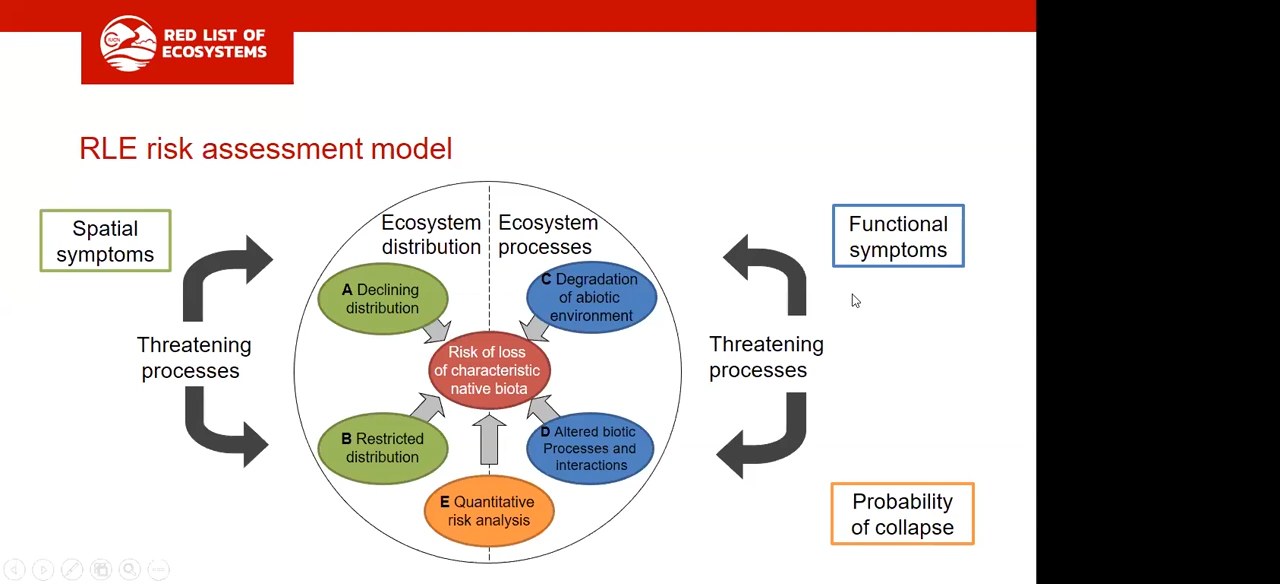 RED LIST OF
ECOSYSTEMS
IUCN
RLE risk assessment model
Spatial
symptoms
Functional
symptoms
Ecosystem
distribution
Ecosystem
processes
A Declining
distribution
C Degradation
of abiotic
environment
Threatening
processes
Risk of loss
of characteristic
native biota
Threatening
processes
B Restricted
distribution
D Altered biotic
Processes and
interactions
E Quantitative
risk analysis
Probability
of collapse